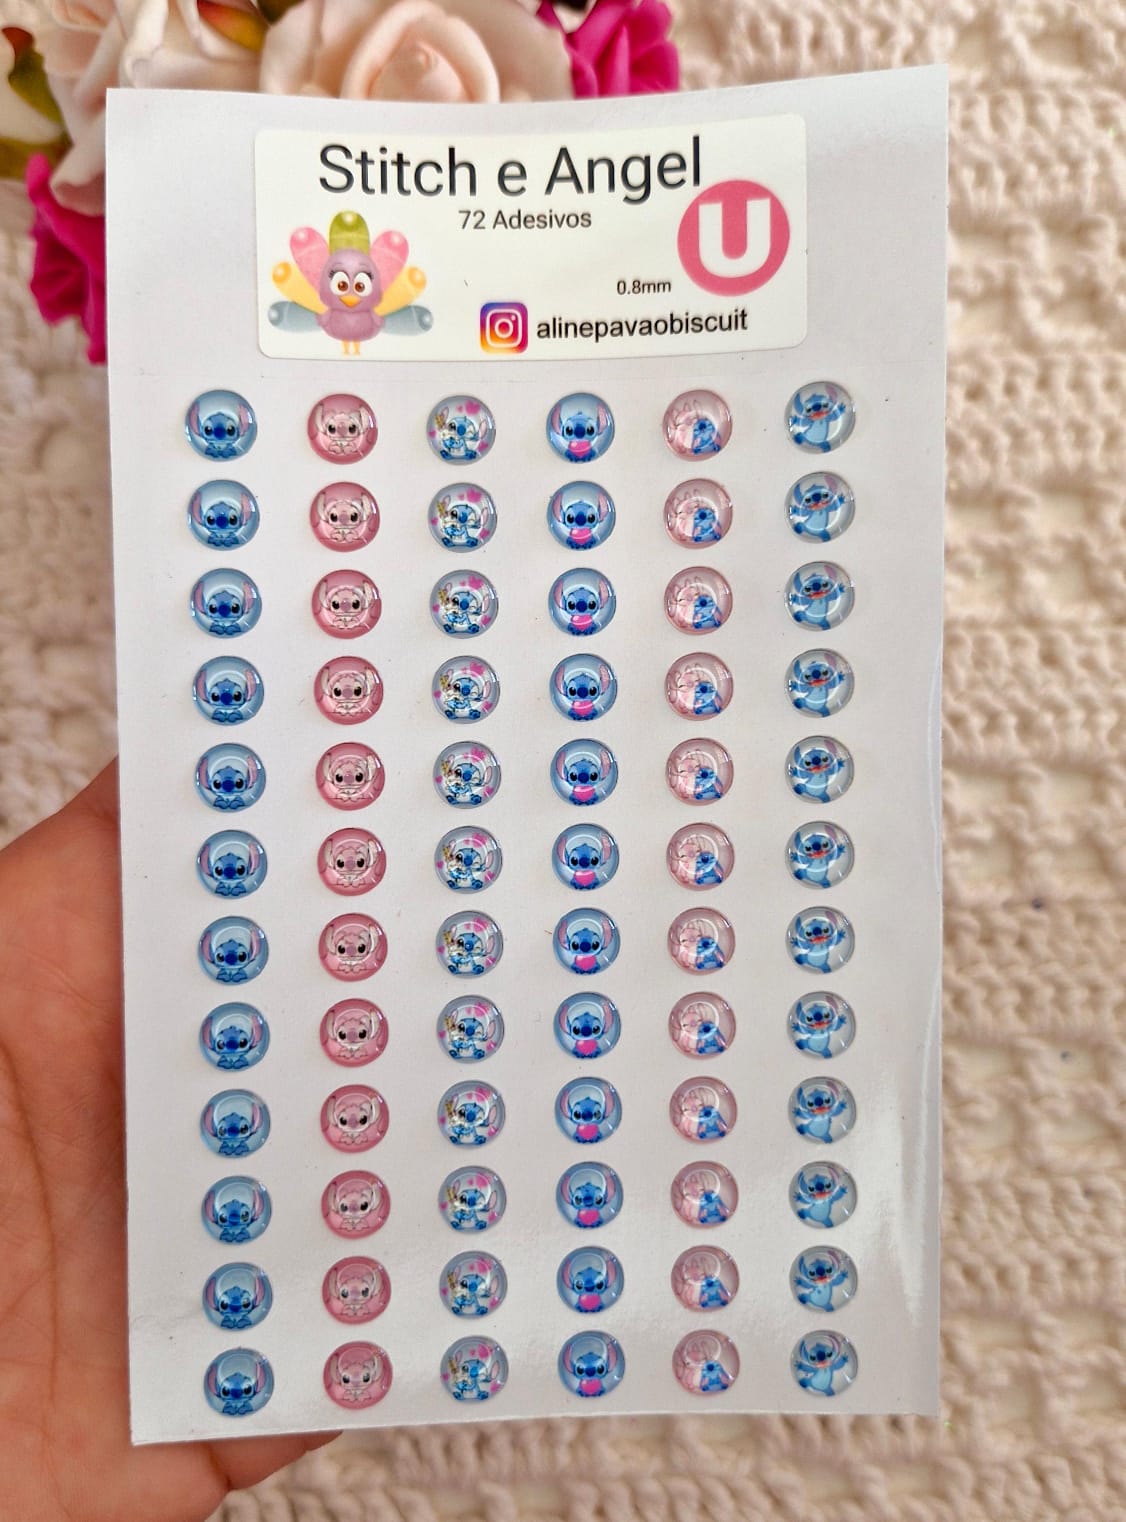 Stitch e Angel
72 Adesivos
U
0.8mm
alinepavaobiscuit